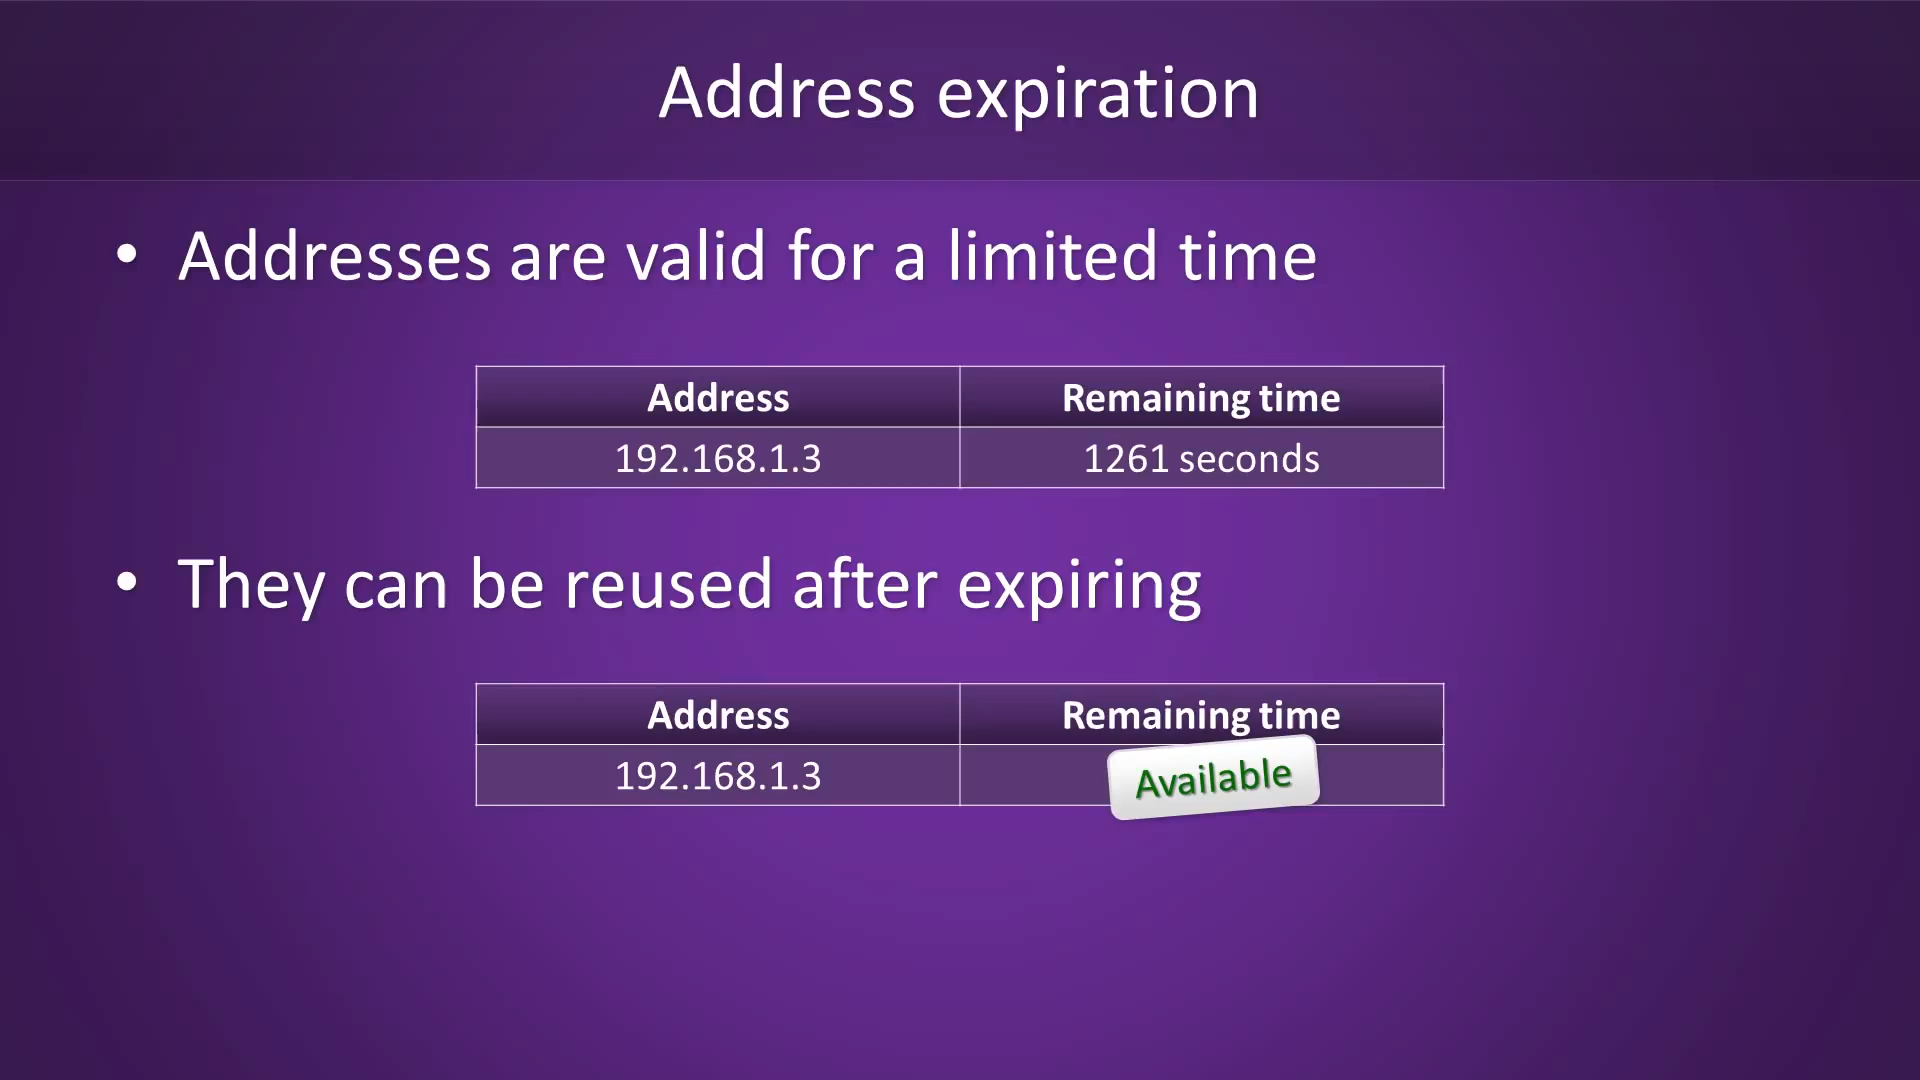 Address expiration
• Addresses are valid for a limited time
Address Remaining time
192.168.1.3 1261 seconds
• They can be reused after expiring
Address Remaining time
192.168.1.3 Available